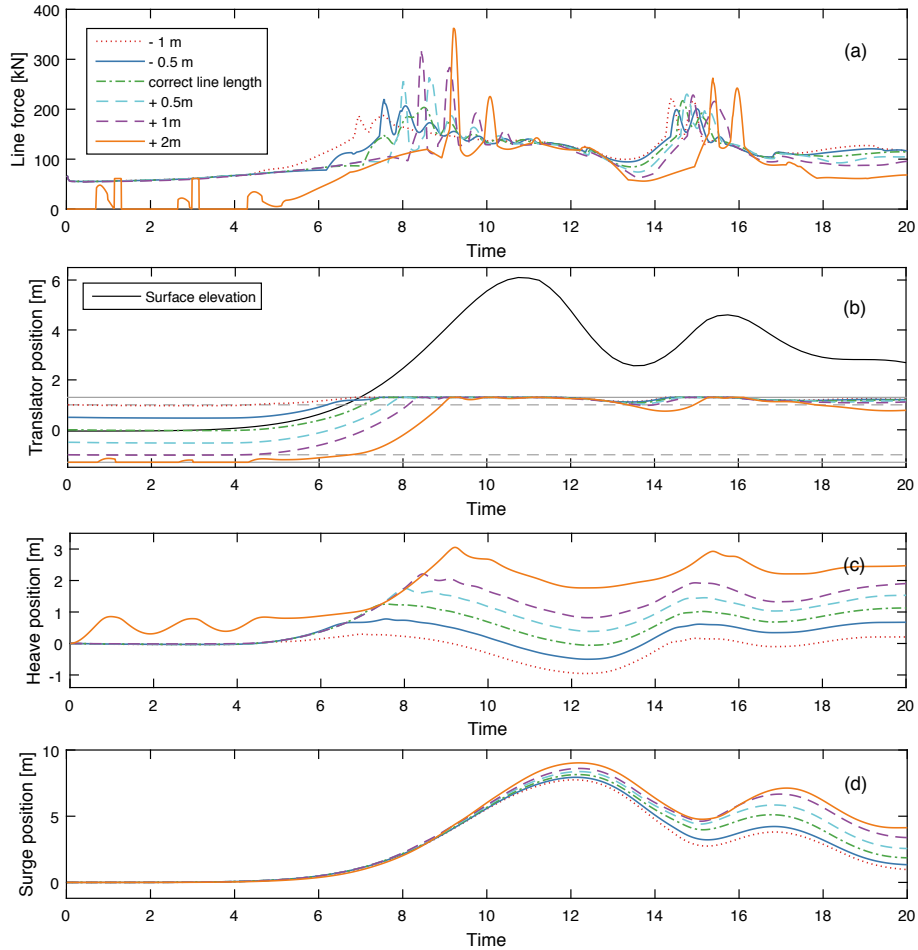 400
300
200
100
0
Line force [kN]
- 1 m
- 0.5 m
correct line length
+ 0.5m
+ 1m
+ 2m
(a)
0 2 4 6 8 10 12 14 16 18 20
Time
6
4
2
0
Translator position [m]
Surface elevation
(b)
0 2 4 6 8 10 12 14 16 18 20
Time
3
2
1
0
-1
Heave position [m]
(c)
0 2 4 6 8 10 12 14 16 18 20
Time
10
5
0
Surge position [m]
(d)
0 2 4 6 8 10 12 14 16 18 20
Time